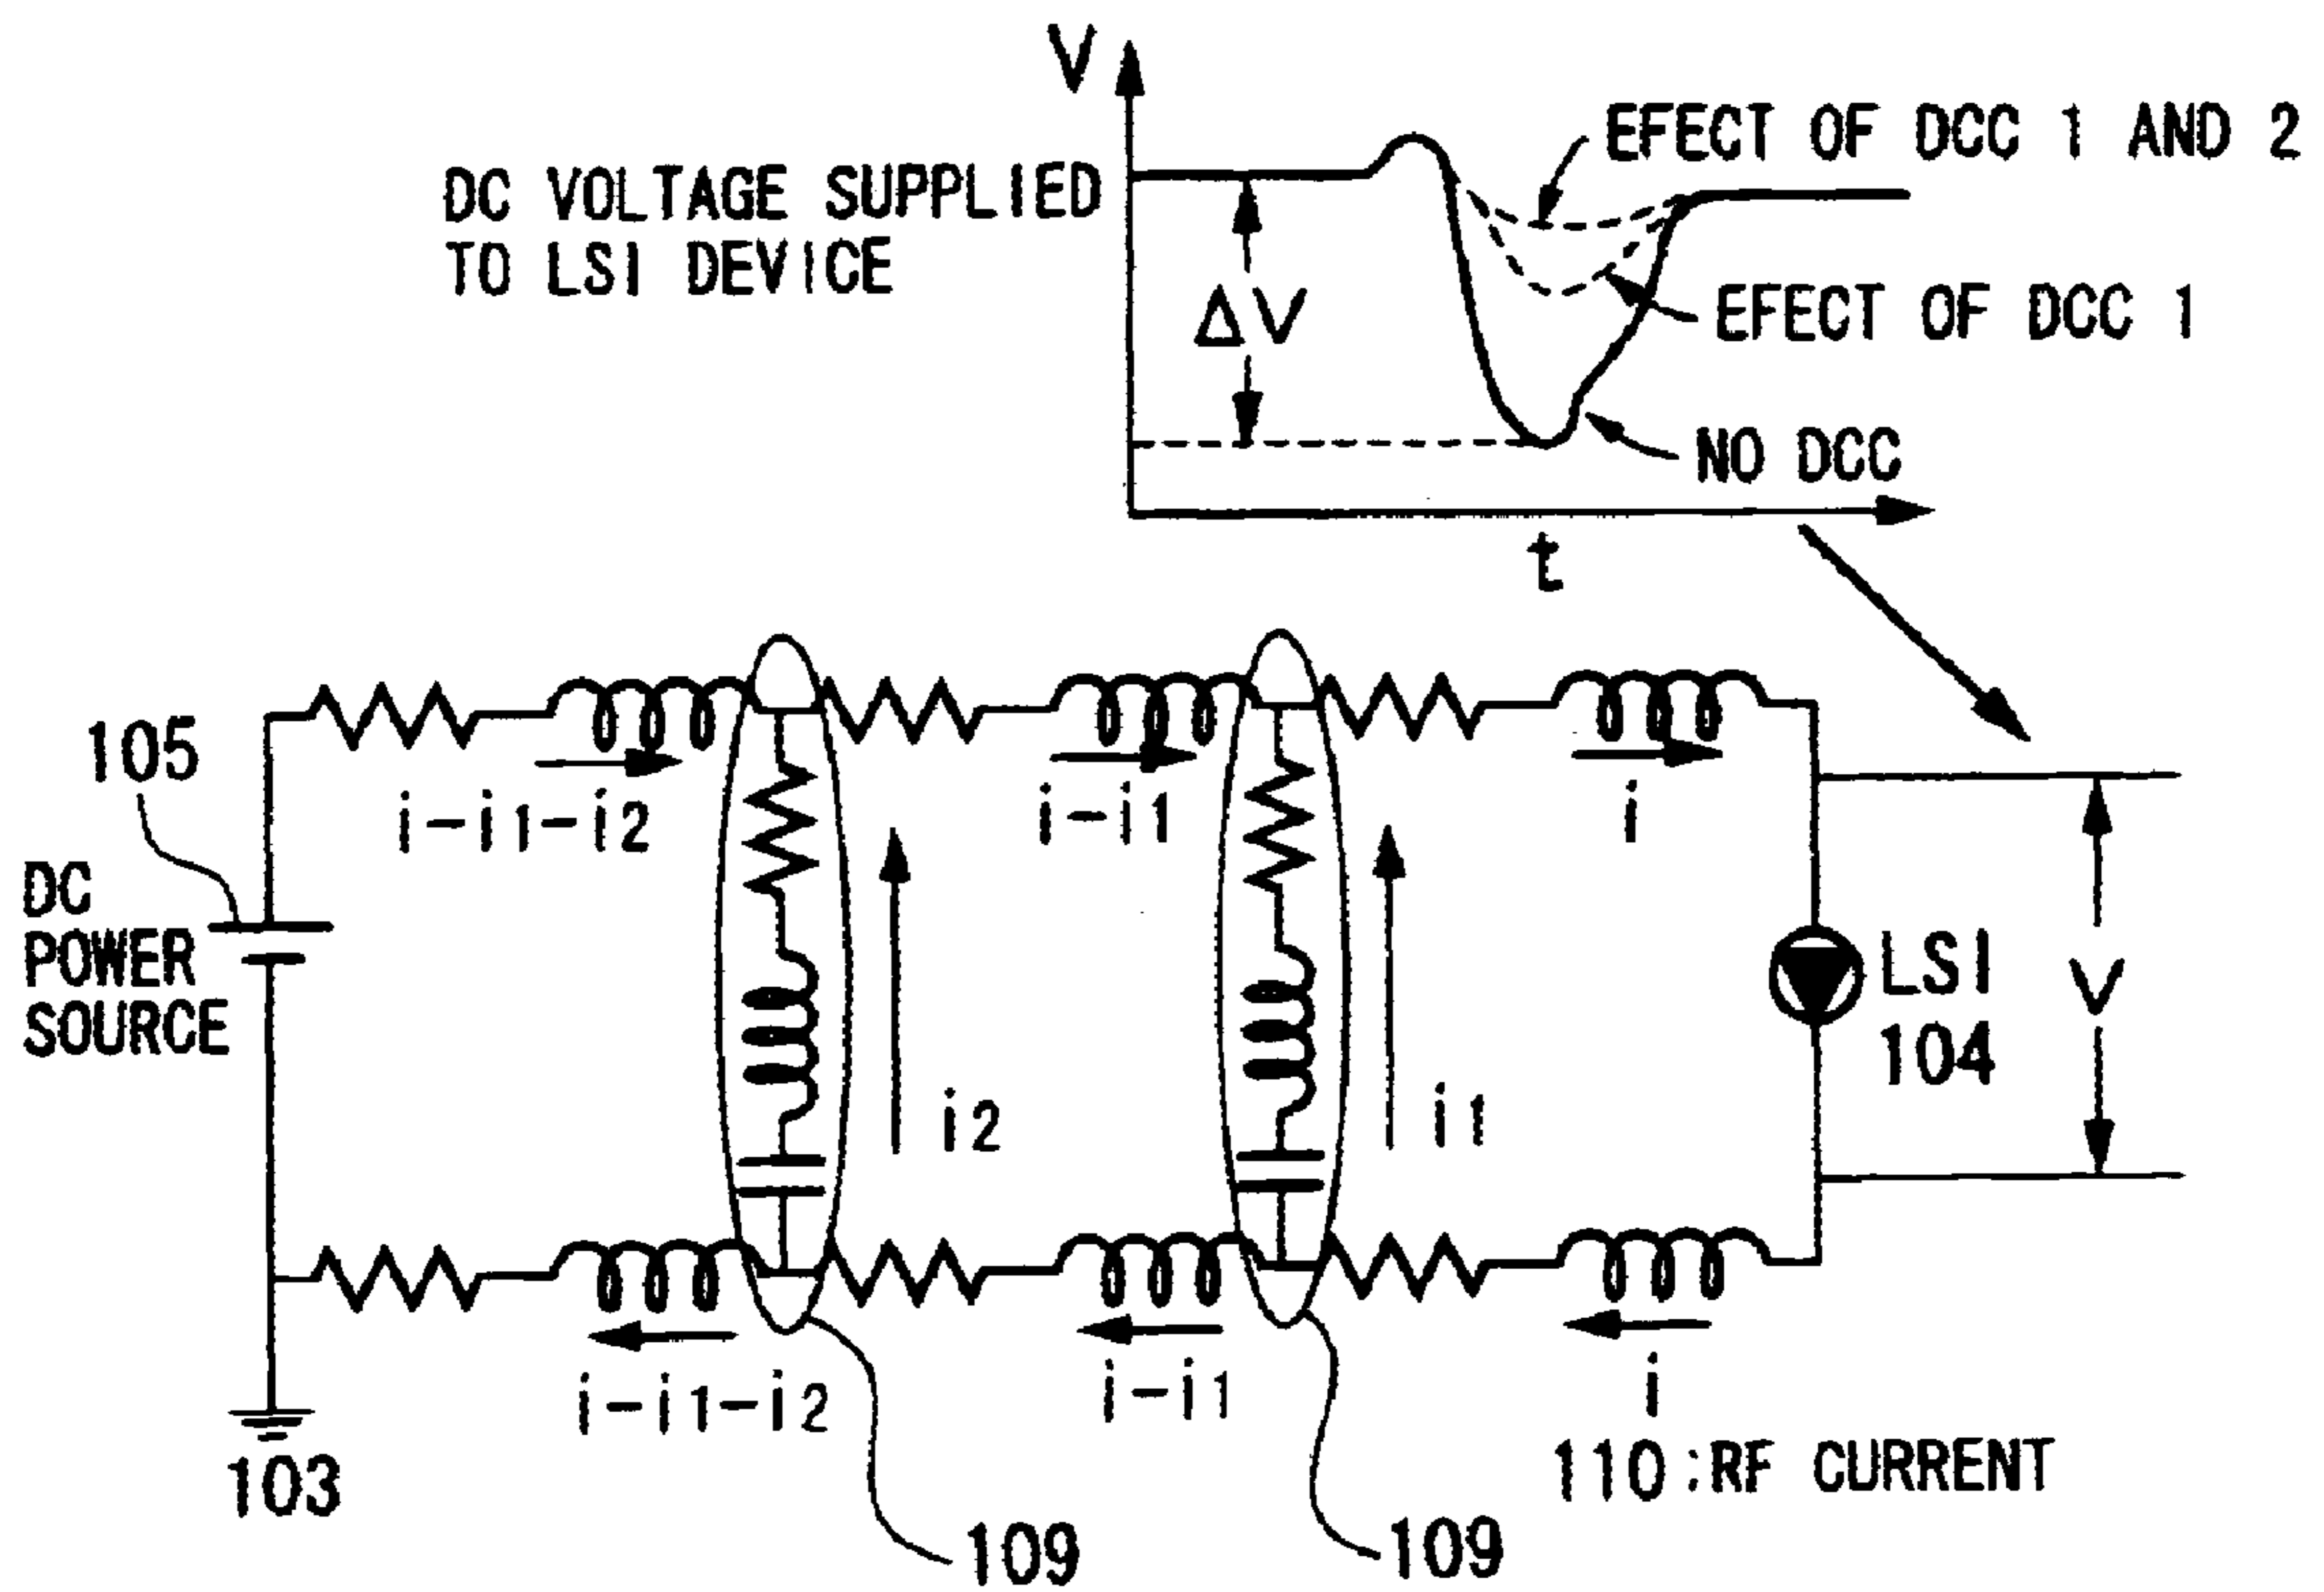 V
EFECT OF DCC 1 AND 2
DC VOLTAGE SUPPLIED
TO LSI DEVICE
ΔV
EFECT OF DCC 1
NO DCC
t
105
i-i1-i2
i-i1
i
DC
POWER
SOURCE
LSI
104
V
i2
i1
i-i1-i2
i-i1
i
103
110:RF CURRENT
109
109